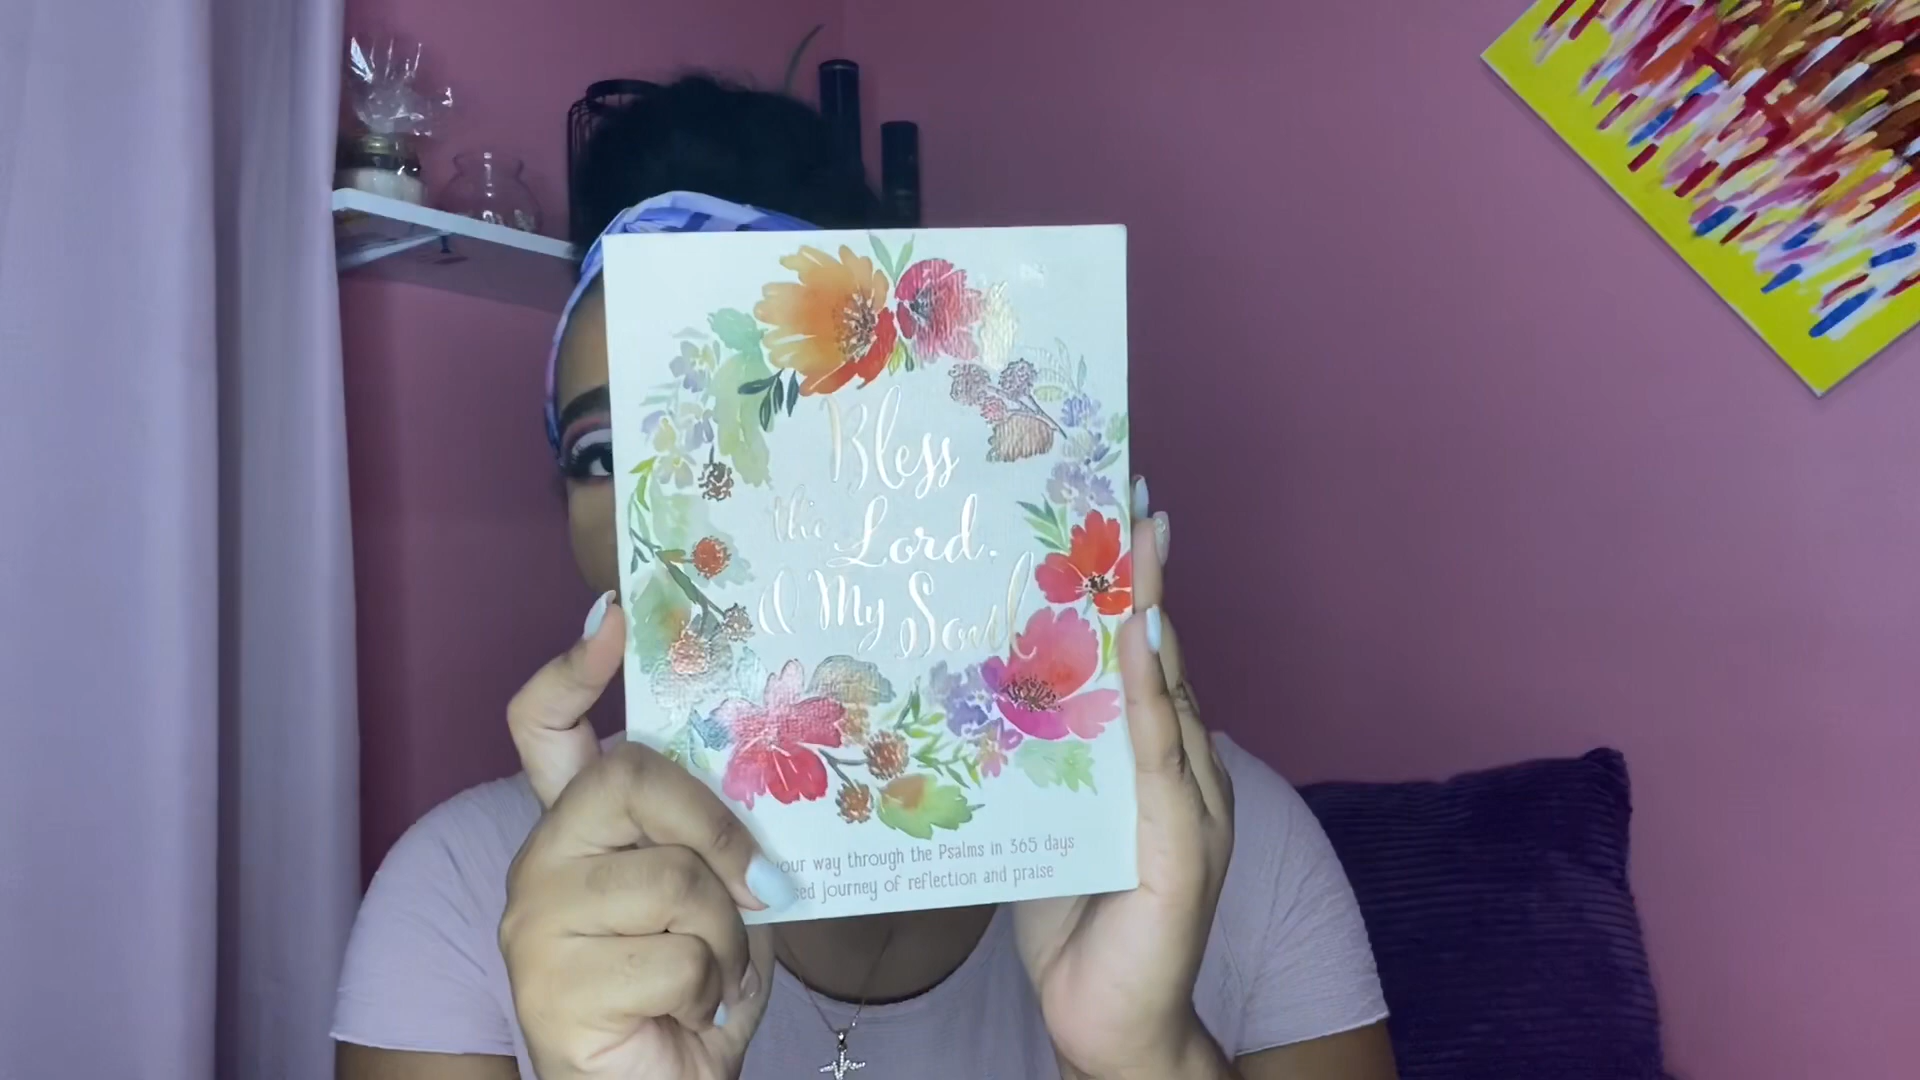 Bless
the Lord,
O My Soul
your way through the Psalms in 365 days
journey of reflection and praise